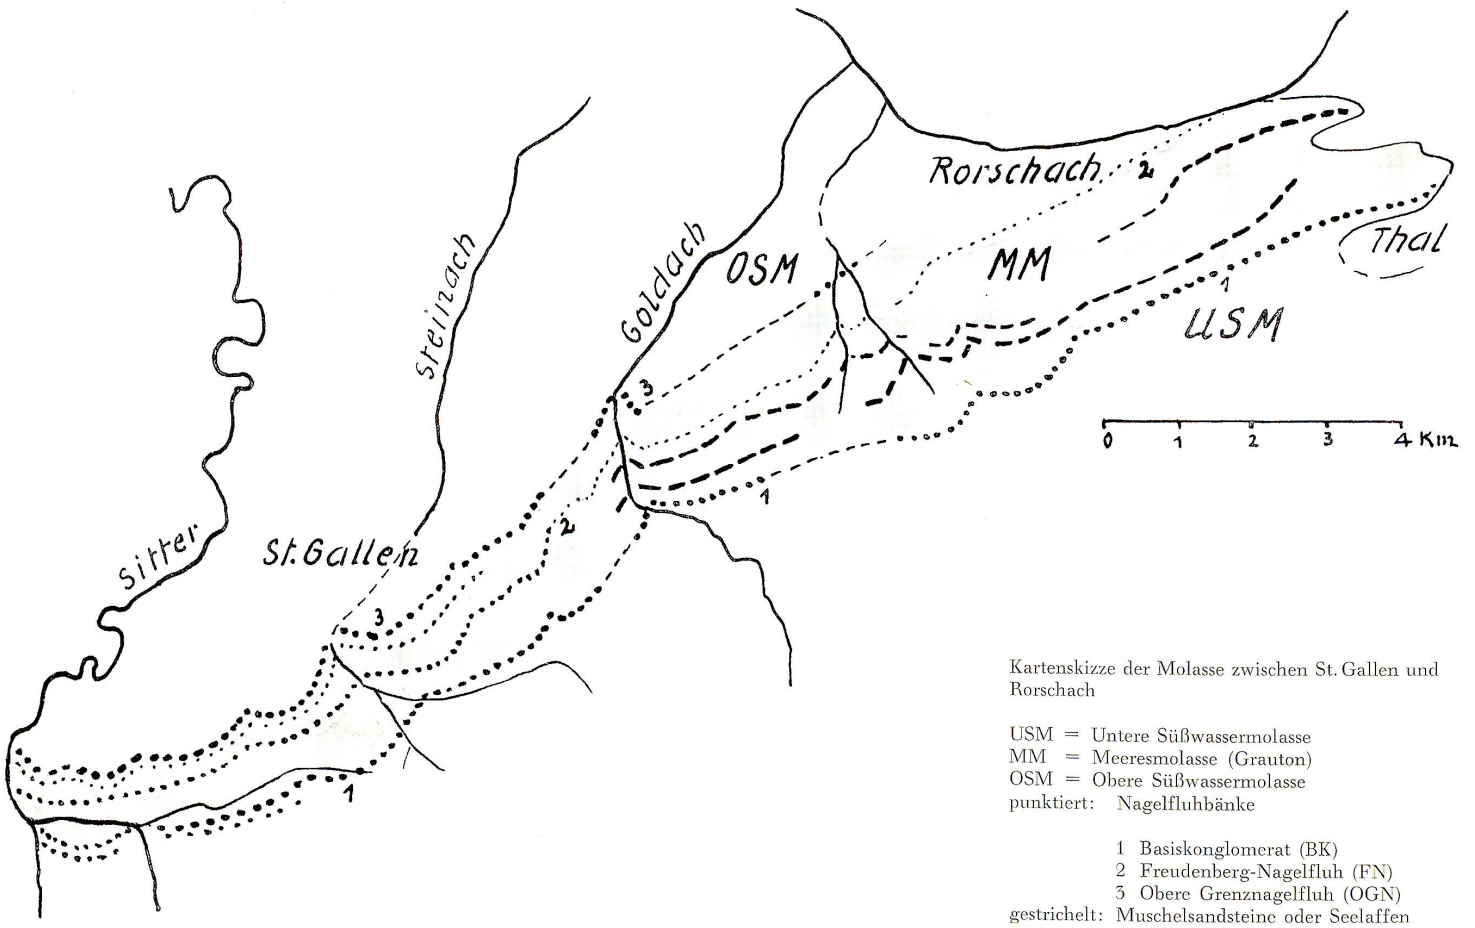 Rorschach
2
Thal
Steinach
Goldach
OSM
MM
1
USM
3
0 1 2 3 4 Km
1
Sitter
St. Gallen
2
3
1
Kartenskizze der Molasse zwischen St. Gallen und
Rorschach
USM = Untere Süßwassermolasse
MM = Meeresmolasse (Grauton)
OSM = Obere Süßwassermolasse
punktiert: Nagelfluhbänke
1 Basiskonglomerat (BK)
2 Freudenberg-Nagelfluh (FN)
3 Obere Grenznagelfluh (OGN)
gestrichelt: Muschelsandsteine oder Seelaffen